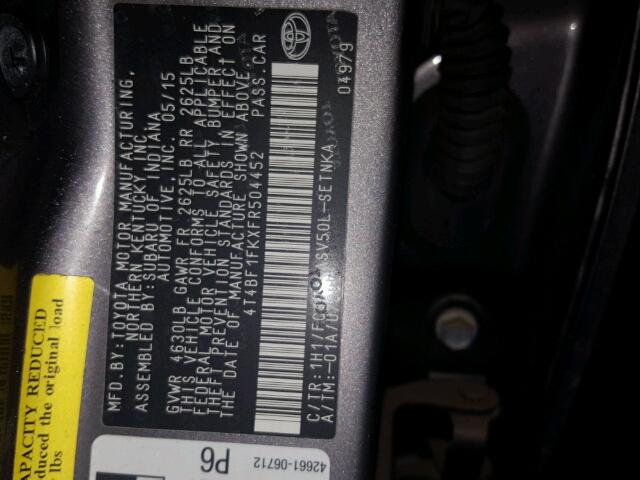 MFD.BY:TOYOTA MOTOR MANUFACTURING,
NORTHERN KENTUCKY INC.
ASSEMBLED BY:SUBARU OF INDIANA
AUTOMOTIVE, INC. 05/15
GVWR 4630LB GAWR FR 2625LB RR 2625LB
THIS VEHICLE CONFORMS TO ALL APPLICABLE
FEDERAL MOTOR VEHICLE SAFETY, BUMPER, AND
THEFT PREVENTION STANDARDS IN EFFECT ON
THE DATE OF MANUFACTURE SHOWN ABOVE.
4T4BF1FKXFR504452 PASS.CAR
C/TR:1H1/FC
A/TM:-01A/ SV50L-SETNKA
04979
CAPACITY REDUCED
the original load
lbs
42661-06712
P6